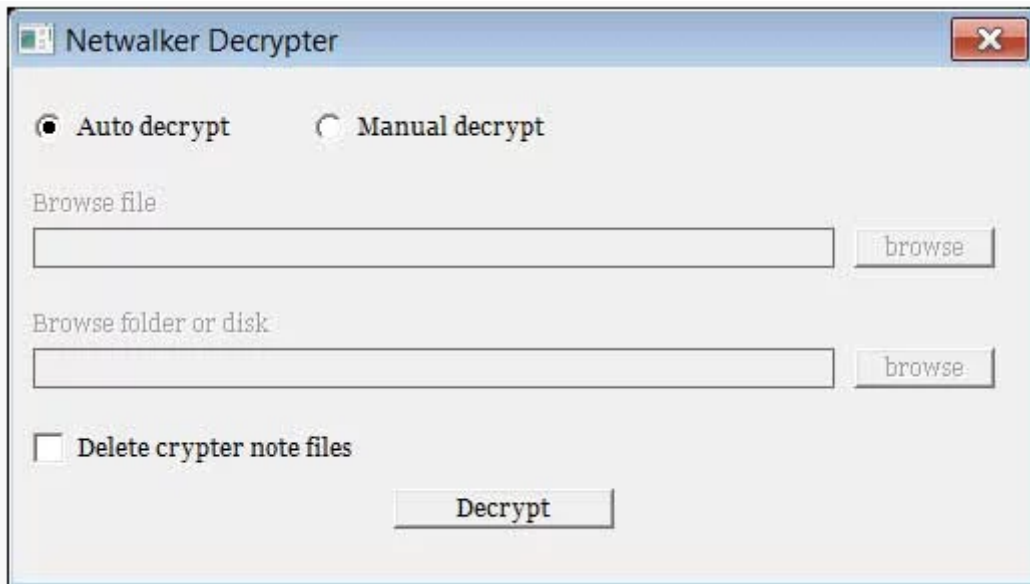 Netwalker Decrypter
Auto decrypt Manual decrypt
Browse file
browse
Browse folder or disk
browse
Delete crypter note files
Decrypt